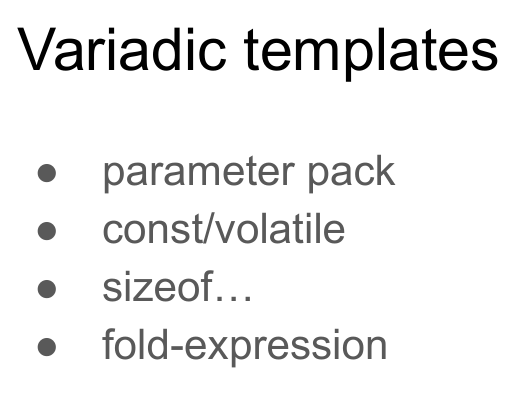 Variadic templates
● parameter pack
● const/volatile
● sizeof…
● fold-expression